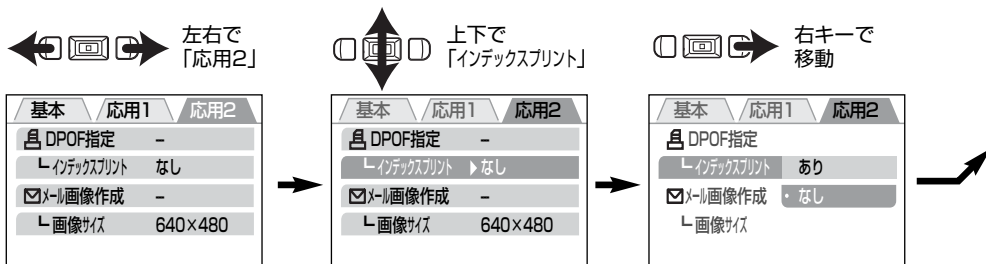 左右で
「応用2」
上下で
「インデックスプリント」
右キーで
移動
基本 応用1 応用2
DPOF指定 –
インデックスプリント なし
メール画像作成 –
画像サイズ 640×480
基本 応用1 応用2
DPOF指定 –
インデックスプリント なし
メール画像作成 –
画像サイズ 640×480
基本 応用1 応用2
DPOF指定
インデックスプリント あり
メール画像作成 ・なし
画像サイズ